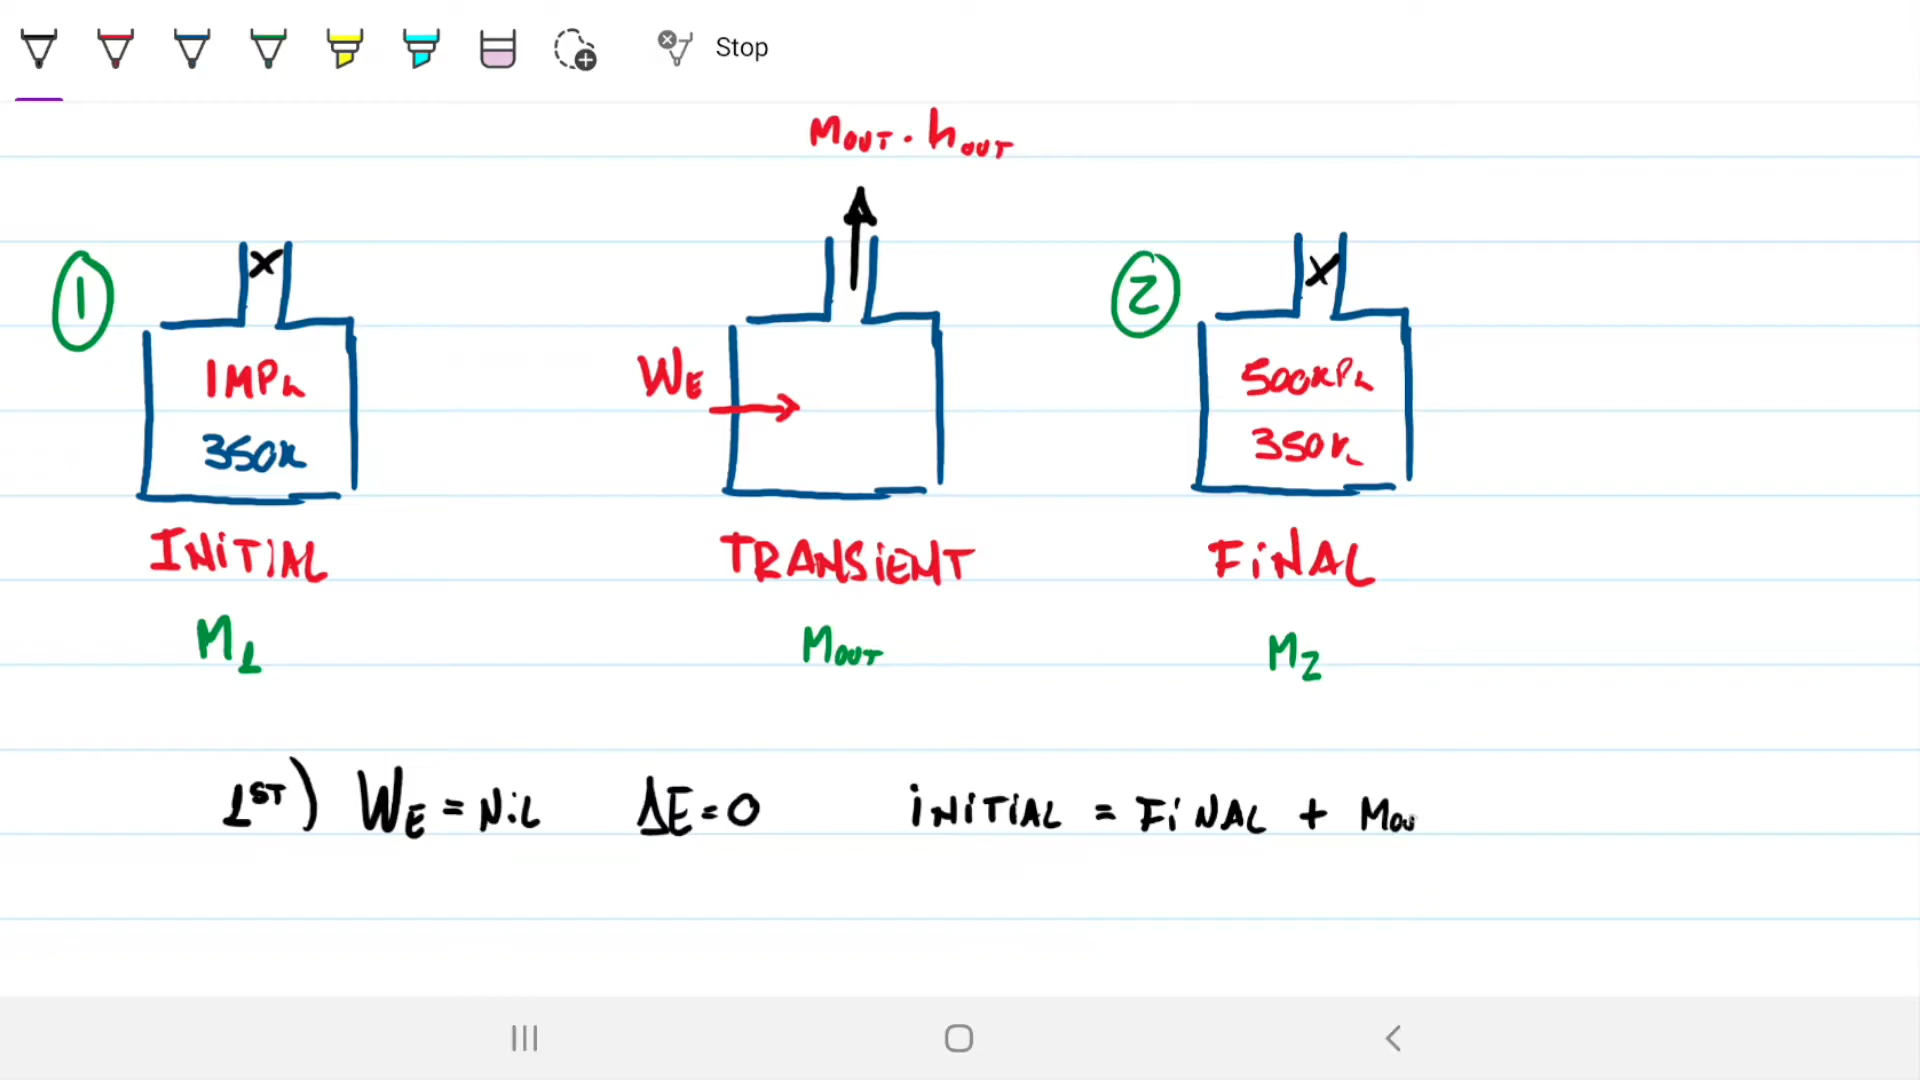 Stop
MOUT · hOUT
1 2
1MPa 500KPa
WE
350K 350K
INITIAL TRANSIENT FINAL
M1 MOUT M2
1ST) WE = NiL ΔE = 0 INITIAL = FINAL + MOU